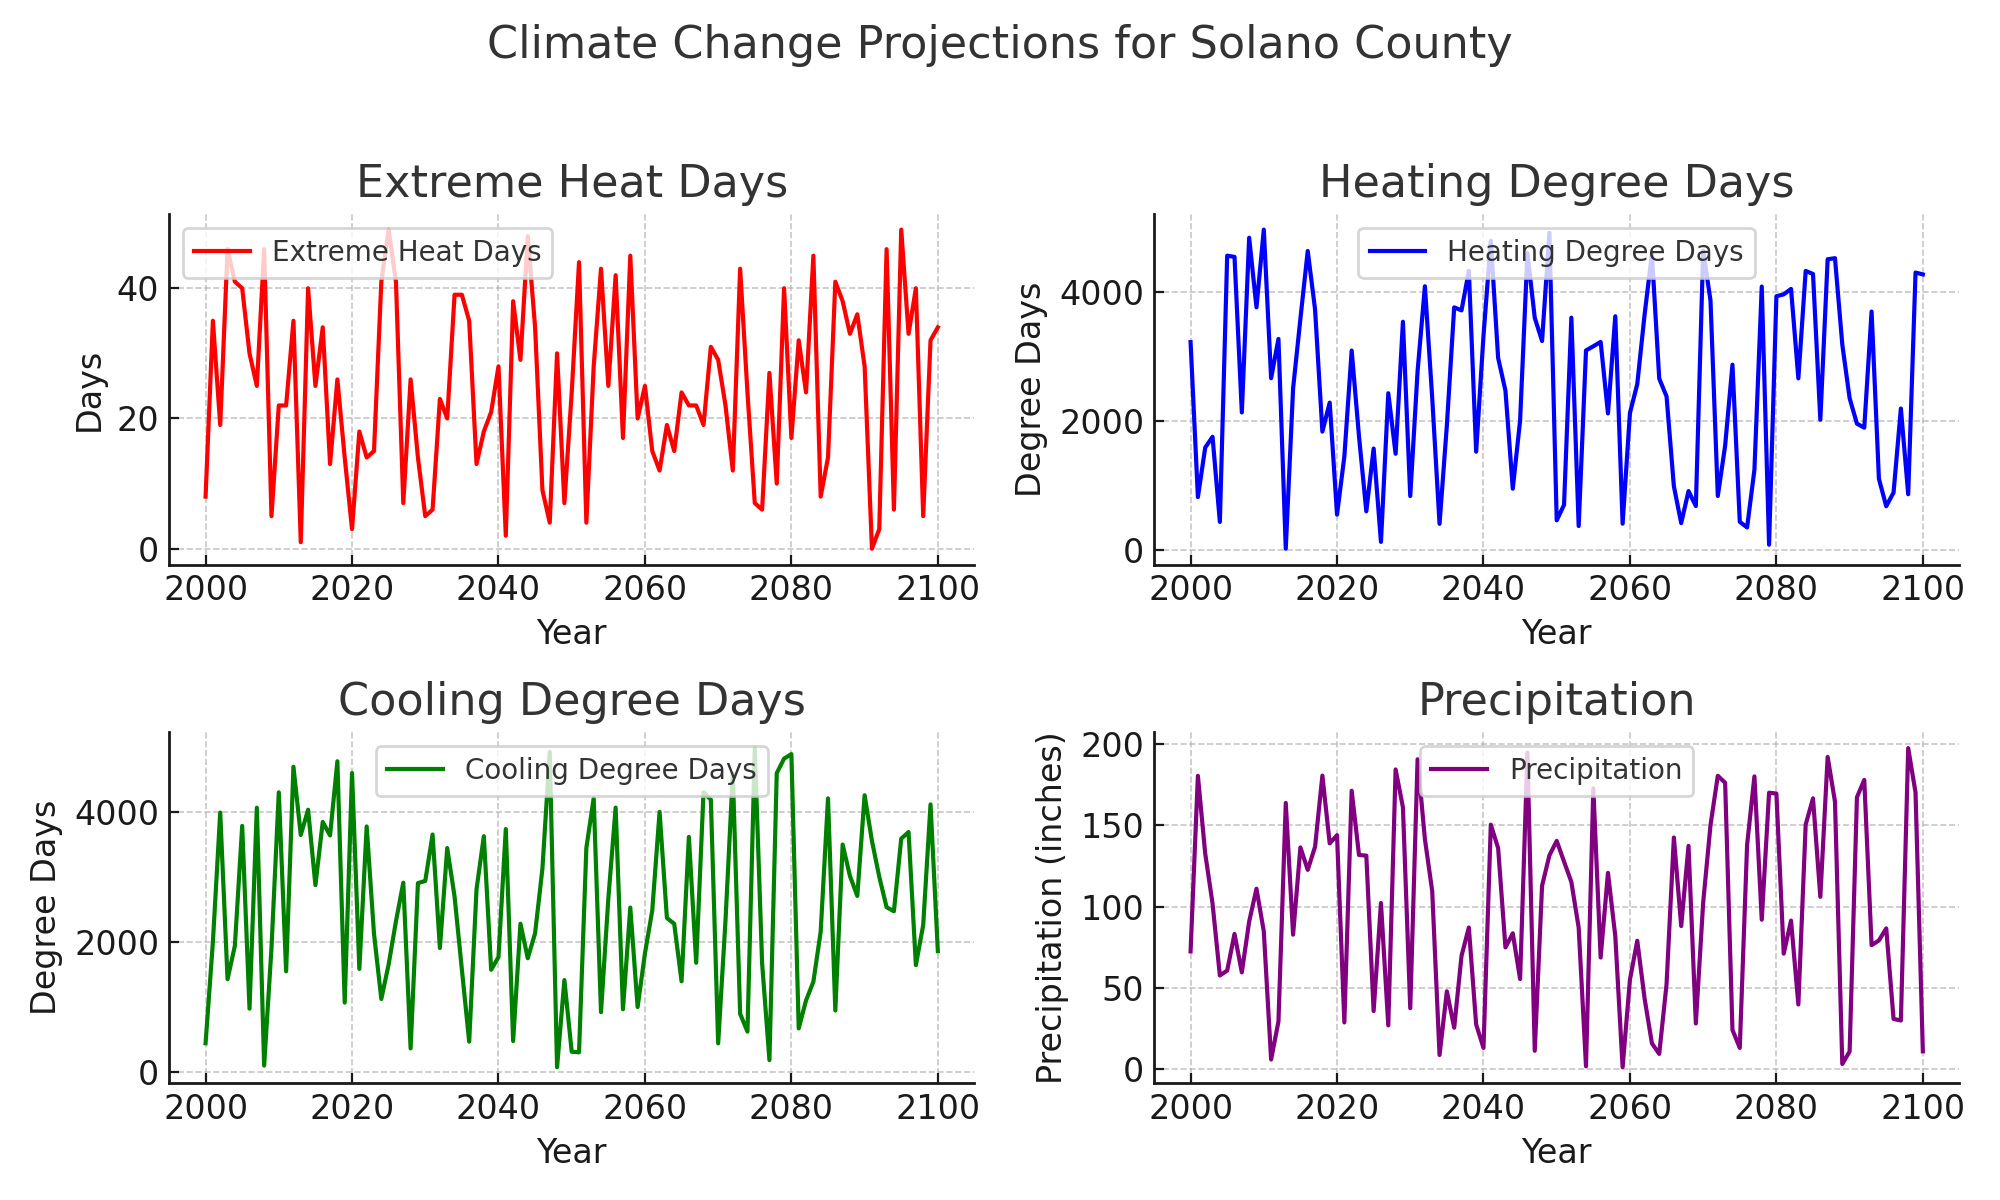 Climate Change Projections for Solano County
Extreme Heat Days
Extreme Heat Days
Days
40
20
0
2000 2020 2040 2060 2080 2100
Year
Heating Degree Days
Heating Degree Days
Degree Days
4000
2000
0
2000 2020 2040 2060 2080 2100
Year
Cooling Degree Days
Cooling Degree Days
Degree Days
4000
2000
0
2000 2020 2040 2060 2080 2100
Year
Precipitation
Precipitation
Precipitation (inches)
200
150
100
50
0
2000 2020 2040 2060 2080 2100
Year